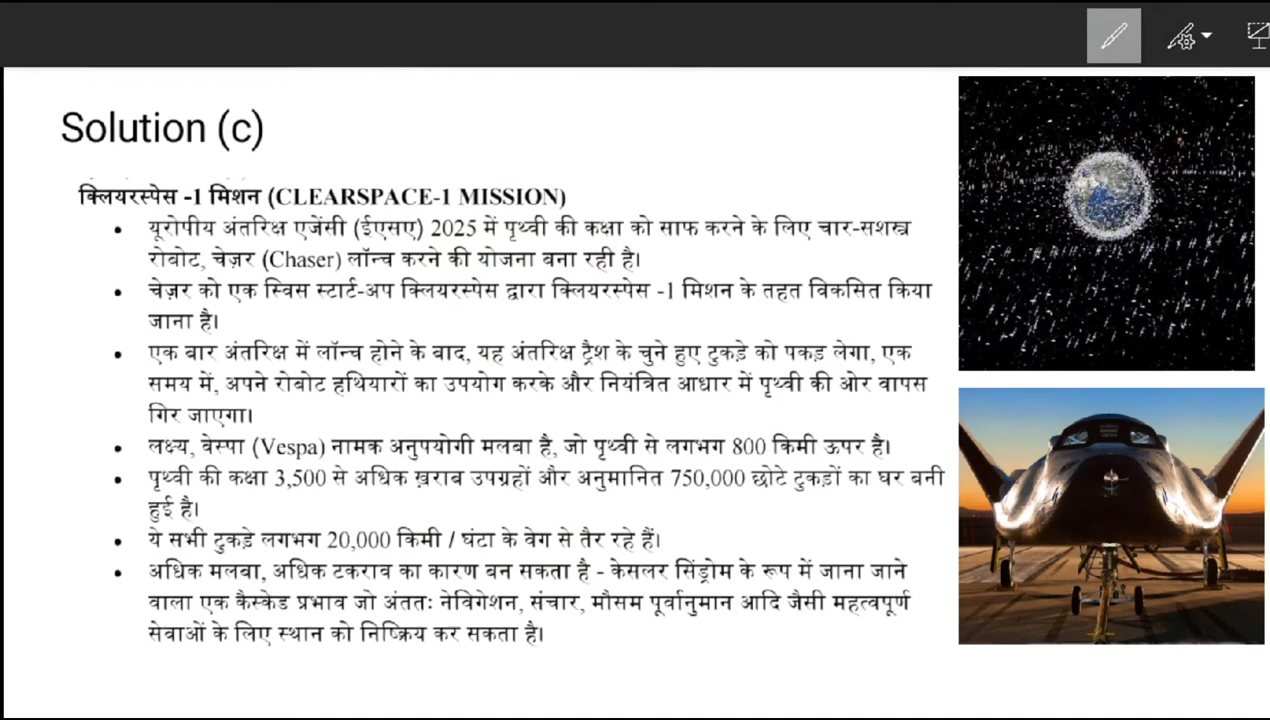 Solution (c)
क्लियरस्पेस -1 मिशन (CLEARSPACE-1 MISSION)
• यूरोपीय अंतरिक्ष एजेंसी (ईएसए) 2025 में पृथ्वी की कक्षा को साफ करने के लिए चार-सशस्त्र
रोबोट, चेज़र (Chaser) लॉन्च करने की योजना बना रही है।
• चेज़र को एक स्विस स्टार्ट-अप क्लियरस्पेस द्वारा क्लियरस्पेस -1 मिशन के तहत विकसित किया
जाना है।
• एक बार अंतरिक्ष में लॉन्च होने के बाद, यह अंतरिक्ष ट्रैश के चुने हुए टुकड़े को पकड़ लेगा, एक
समय में, अपने रोबोट हथियारों का उपयोग करके और नियंत्रित आधार में पृथ्वी की ओर वापस
गिर जाएगा।
• लक्ष्य, वेस्पा (Vespa) नामक अनुपयोगी मलबा है, जो पृथ्वी से लगभग 800 किमी ऊपर है।
• पृथ्वी की कक्षा 3,500 से अधिक ख़राब उपग्रहों और अनुमानित 750,000 छोटे टुकड़ों का घर बनी
हुई है।
• ये सभी टुकड़े लगभग 20,000 किमी / घंटा के वेग से तैर रहे हैं।
• अधिक मलबा, अधिक टकराव का कारण बन सकता है - केसलर सिंड्रोम के रूप में जाना जाने
वाला एक कैस्केड प्रभाव जो अंततः नेविगेशन, संचार, मौसम पूर्वानुमान आदि जैसी महत्वपूर्ण
सेवाओं के लिए स्थान को निष्क्रिय कर सकता है।